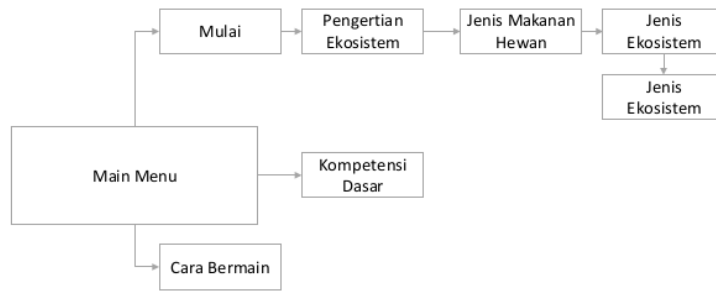 Mulai
Pengertian
Ekosistem
Jenis Makanan
Hewan
Jenis
Ekosistem
Jenis
Ekosistem
Main Menu
Kompetensi
Dasar
Cara Bermain